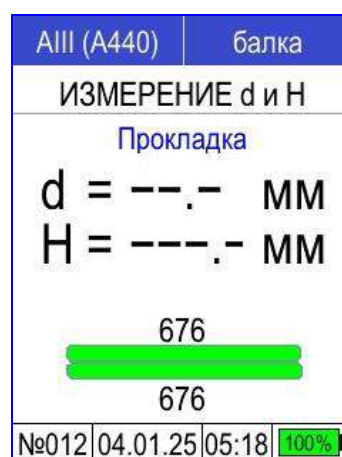 AIII (A440) балка
ИЗМЕРЕНИЕ d и H
Прокладка
d = --.- мм
H = ---.- мм
676
676
№012 04.01.25 05:18 100%